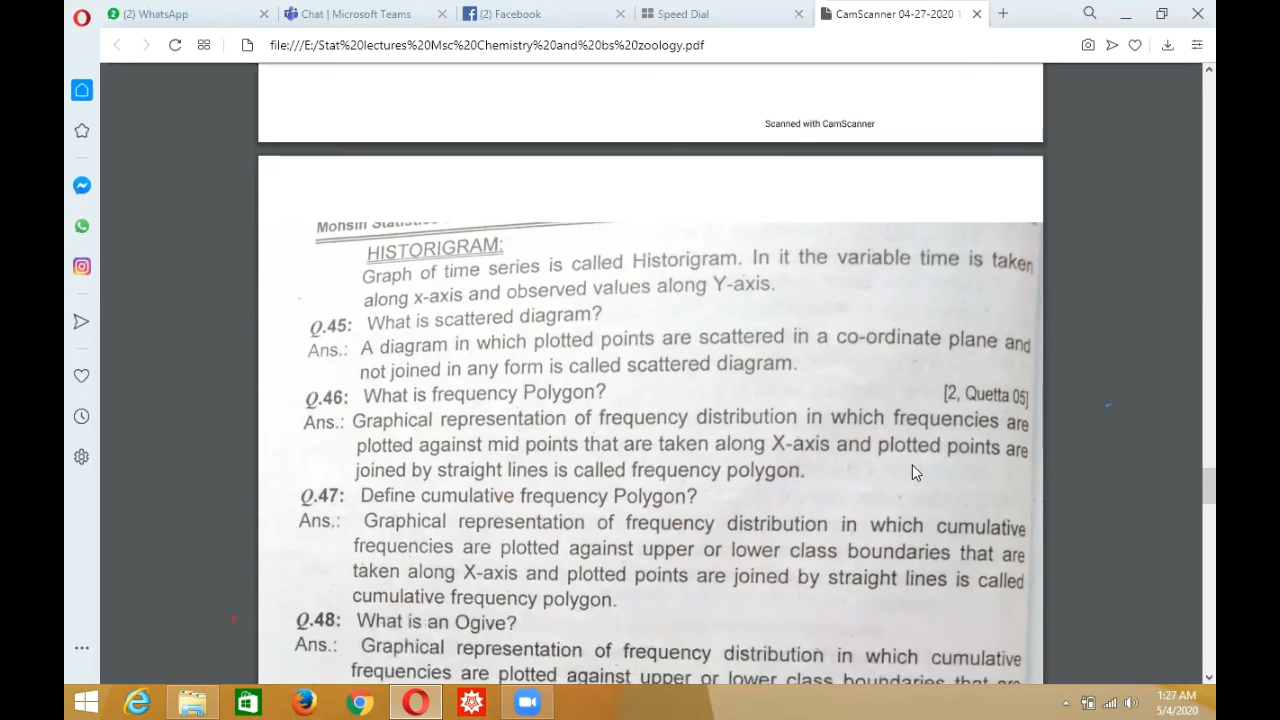 (2) WhatsApp
Chat | Microsoft Teams
(2) Facebook
Speed Dial
CamScanner 04-27-2020 1
file:///E:/Stat%20lectures%20Msc%20Chemistry%20and%20bs%20zoology.pdf
Scanned with CamScanner
Mohsin
HISTORIGRAM:
Graph of time series is called Historigram. In it the variable time is taken
along x-axis and observed values along Y-axis.
Q.45: What is scattered diagram?
Ans.: A diagram in which plotted points are scattered in a co-ordinate plane and
not joined in any form is called scattered diagram.
Q.46: What is frequency Polygon? [2, Quetta 05]
Ans.: Graphical representation of frequency distribution in which frequencies are
plotted against mid points that are taken along X-axis and plotted points are
joined by straight lines is called frequency polygon.
Q.47: Define cumulative frequency Polygon?
Ans.: Graphical representation of frequency distribution in which cumulative
frequencies are plotted against upper or lower class boundaries that are
taken along X-axis and plotted points are joined by straight lines is called
cumulative frequency polygon.
Q.48: What is an Ogive?
Ans.: Graphical representation of frequency distribution in which cumulative
frequencies are plotted against upper or lower class boundaries that are
1:27 AM
5/4/2020